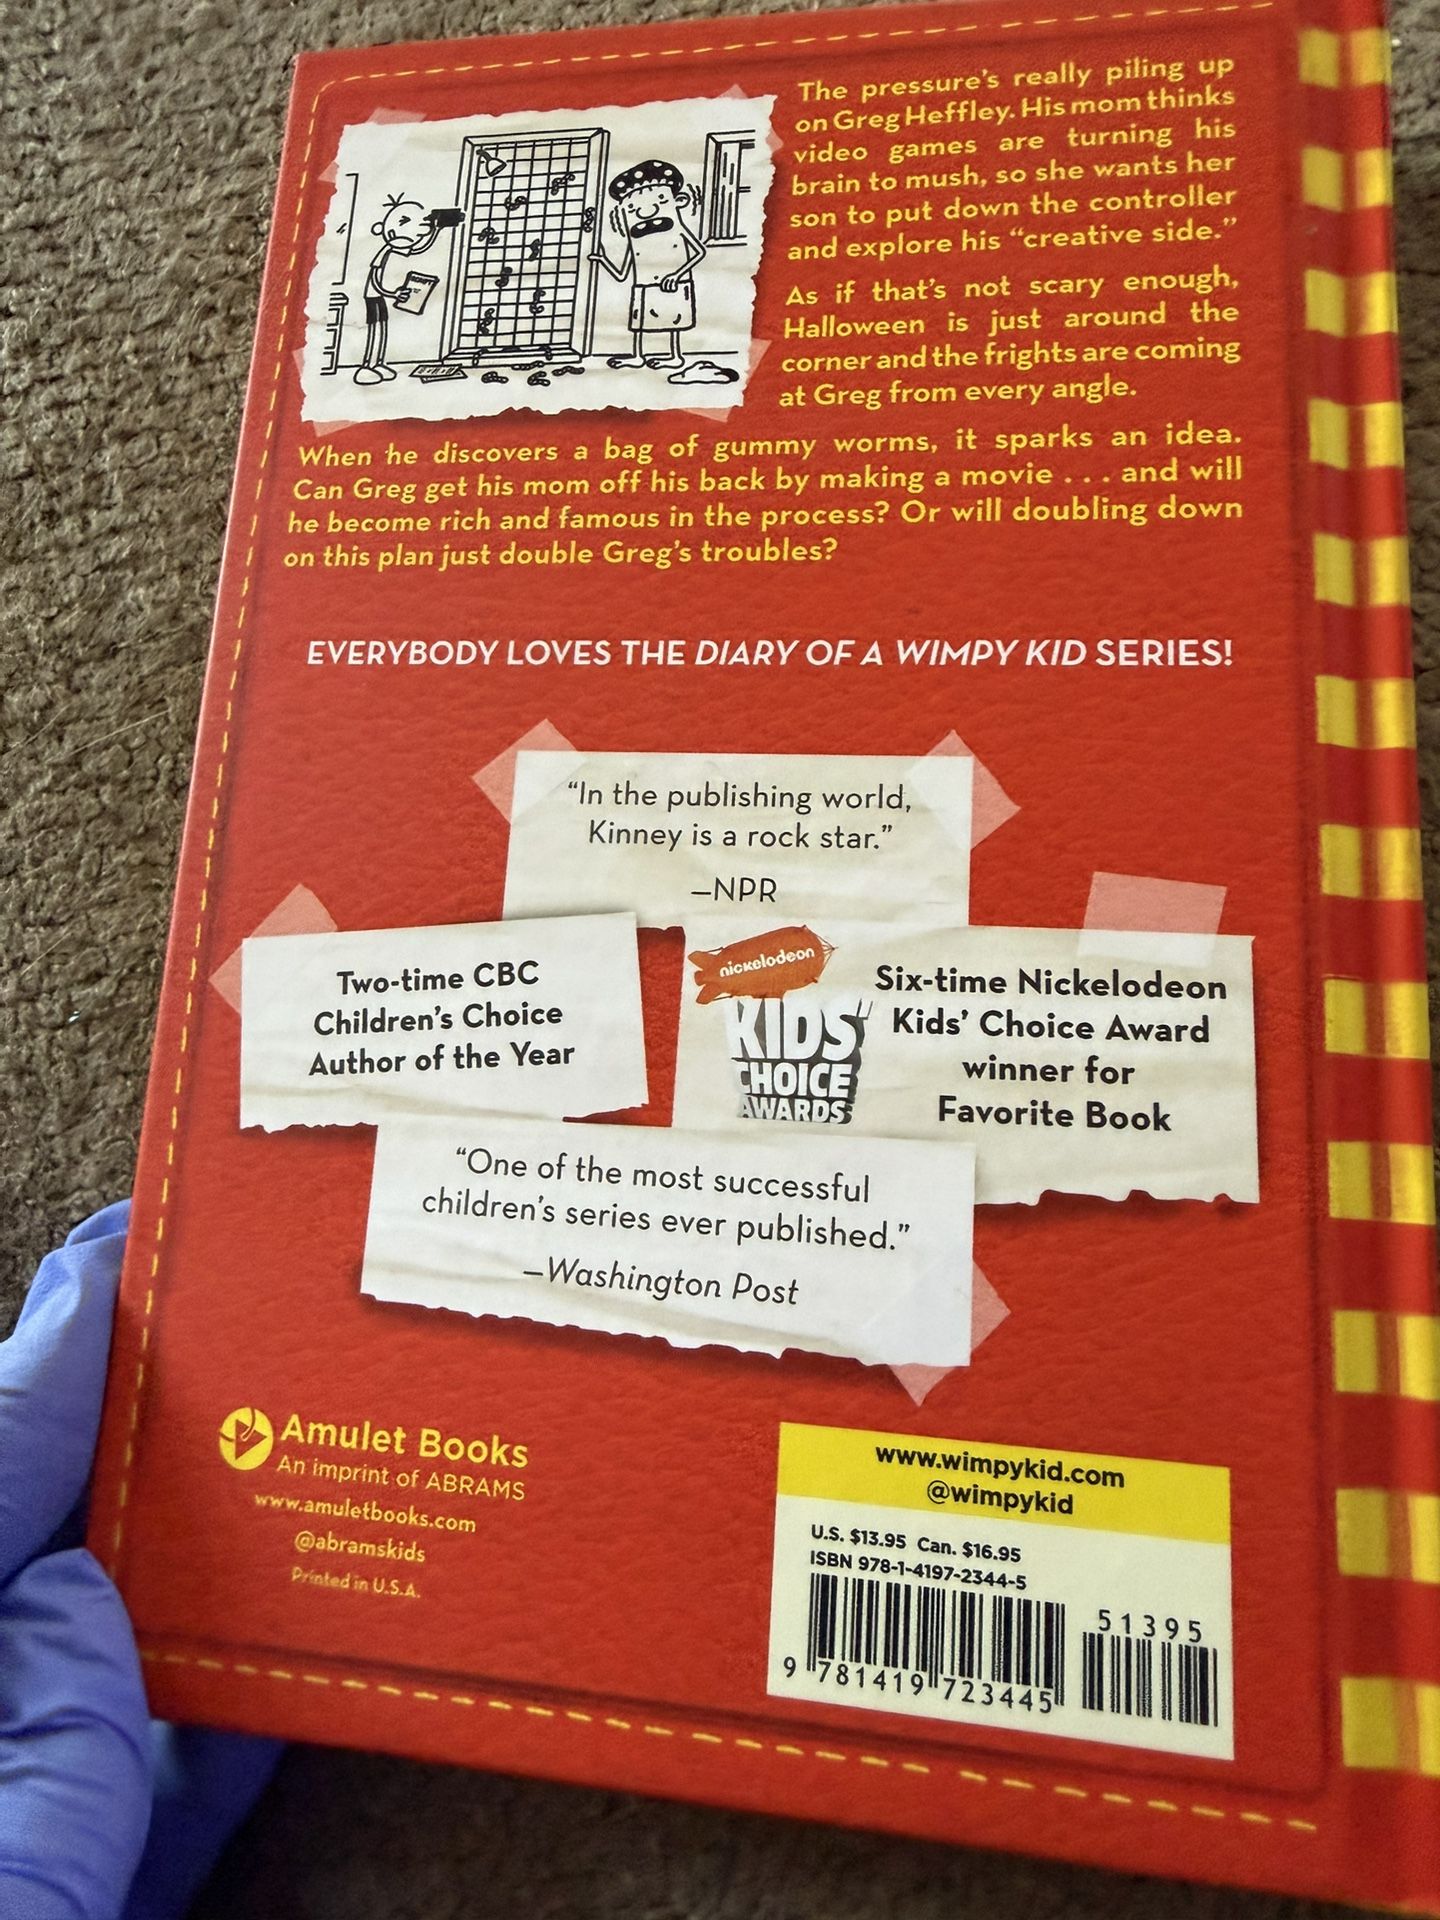 The pressure's really piling up
on Greg Heffley. His mom thinks
video games are turning his
brain to mush, so she wants her
son to put down the controller
and explore his "creative side."
As if that's not scary enough,
Halloween is just around the
corner and the frights are coming
at Greg from every angle.
When he discovers a bag of gummy worms, it sparks an idea.
Can Greg get his mom off his back by making a movie . . . and will
he become rich and famous in the process? Or will doubling down
on this plan just double Greg's troubles?
EVERYBODY LOVES THE DIARY OF A WIMPY KID SERIES!
"In the publishing world,
Kinney is a rock star."
—NPR
Two-time CBC
Children's Choice
Author of the Year
nickelodeon
KIDS'
CHOICE
AWARDS
Six-time Nickelodeon
Kids' Choice Award
winner for
Favorite Book
"One of the most successful
children's series ever published."
—Washington Post
Amulet Books
An imprint of ABRAMS
www.amuletbooks.com
@abramskids
Printed in U.S.A.
www.wimpykid.com
@wimpykid
U.S. $13.95 Can. $16.95
ISBN 978-1-4197-2344-5
51395
9 781419 723445